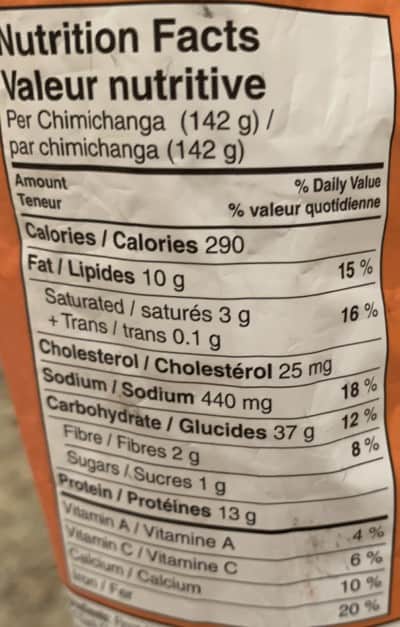 Nutrition Facts
Valeur nutritive
Per Chimichanga (142 g) /
par chimichanga (142 g)
Amount % Daily Value
Teneur % valeur quotidienne
Calories / Calories 290
Fat / Lipides 10 g 15 %
Saturated / saturés 3 g 16 %
+ Trans / trans 0.1 g
Cholesterol / Cholestérol 25 mg
Sodium / Sodium 440 mg 18 %
Carbohydrate / Glucides 37 g 12 %
Fibre / Fibres 2 g 8 %
Sugars / Sucres 1 g
Protein / Protéines 13 g
Vitamin A / Vitamine A 4 %
Vitamin C / Vitamine C 6 %
Calcium / Calcium 10 %
Iron / Fer 20 %